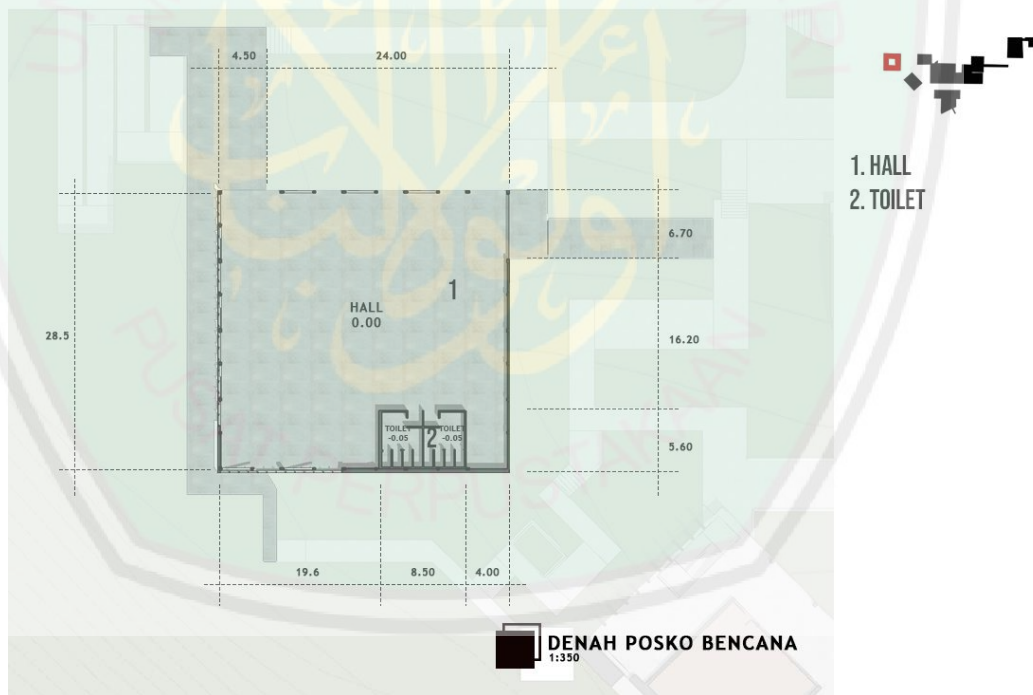 4.50
24.00
1. HALL
2. TOILET
6.70
1
HALL
0.00
28.5
16.20
TOILET
-0.05
2
TOILET
-0.05
5.60
PUSAT PERPUSTAKAAN
19.6
8.50
4.00
DENAH POSKO BENCANA
1:350